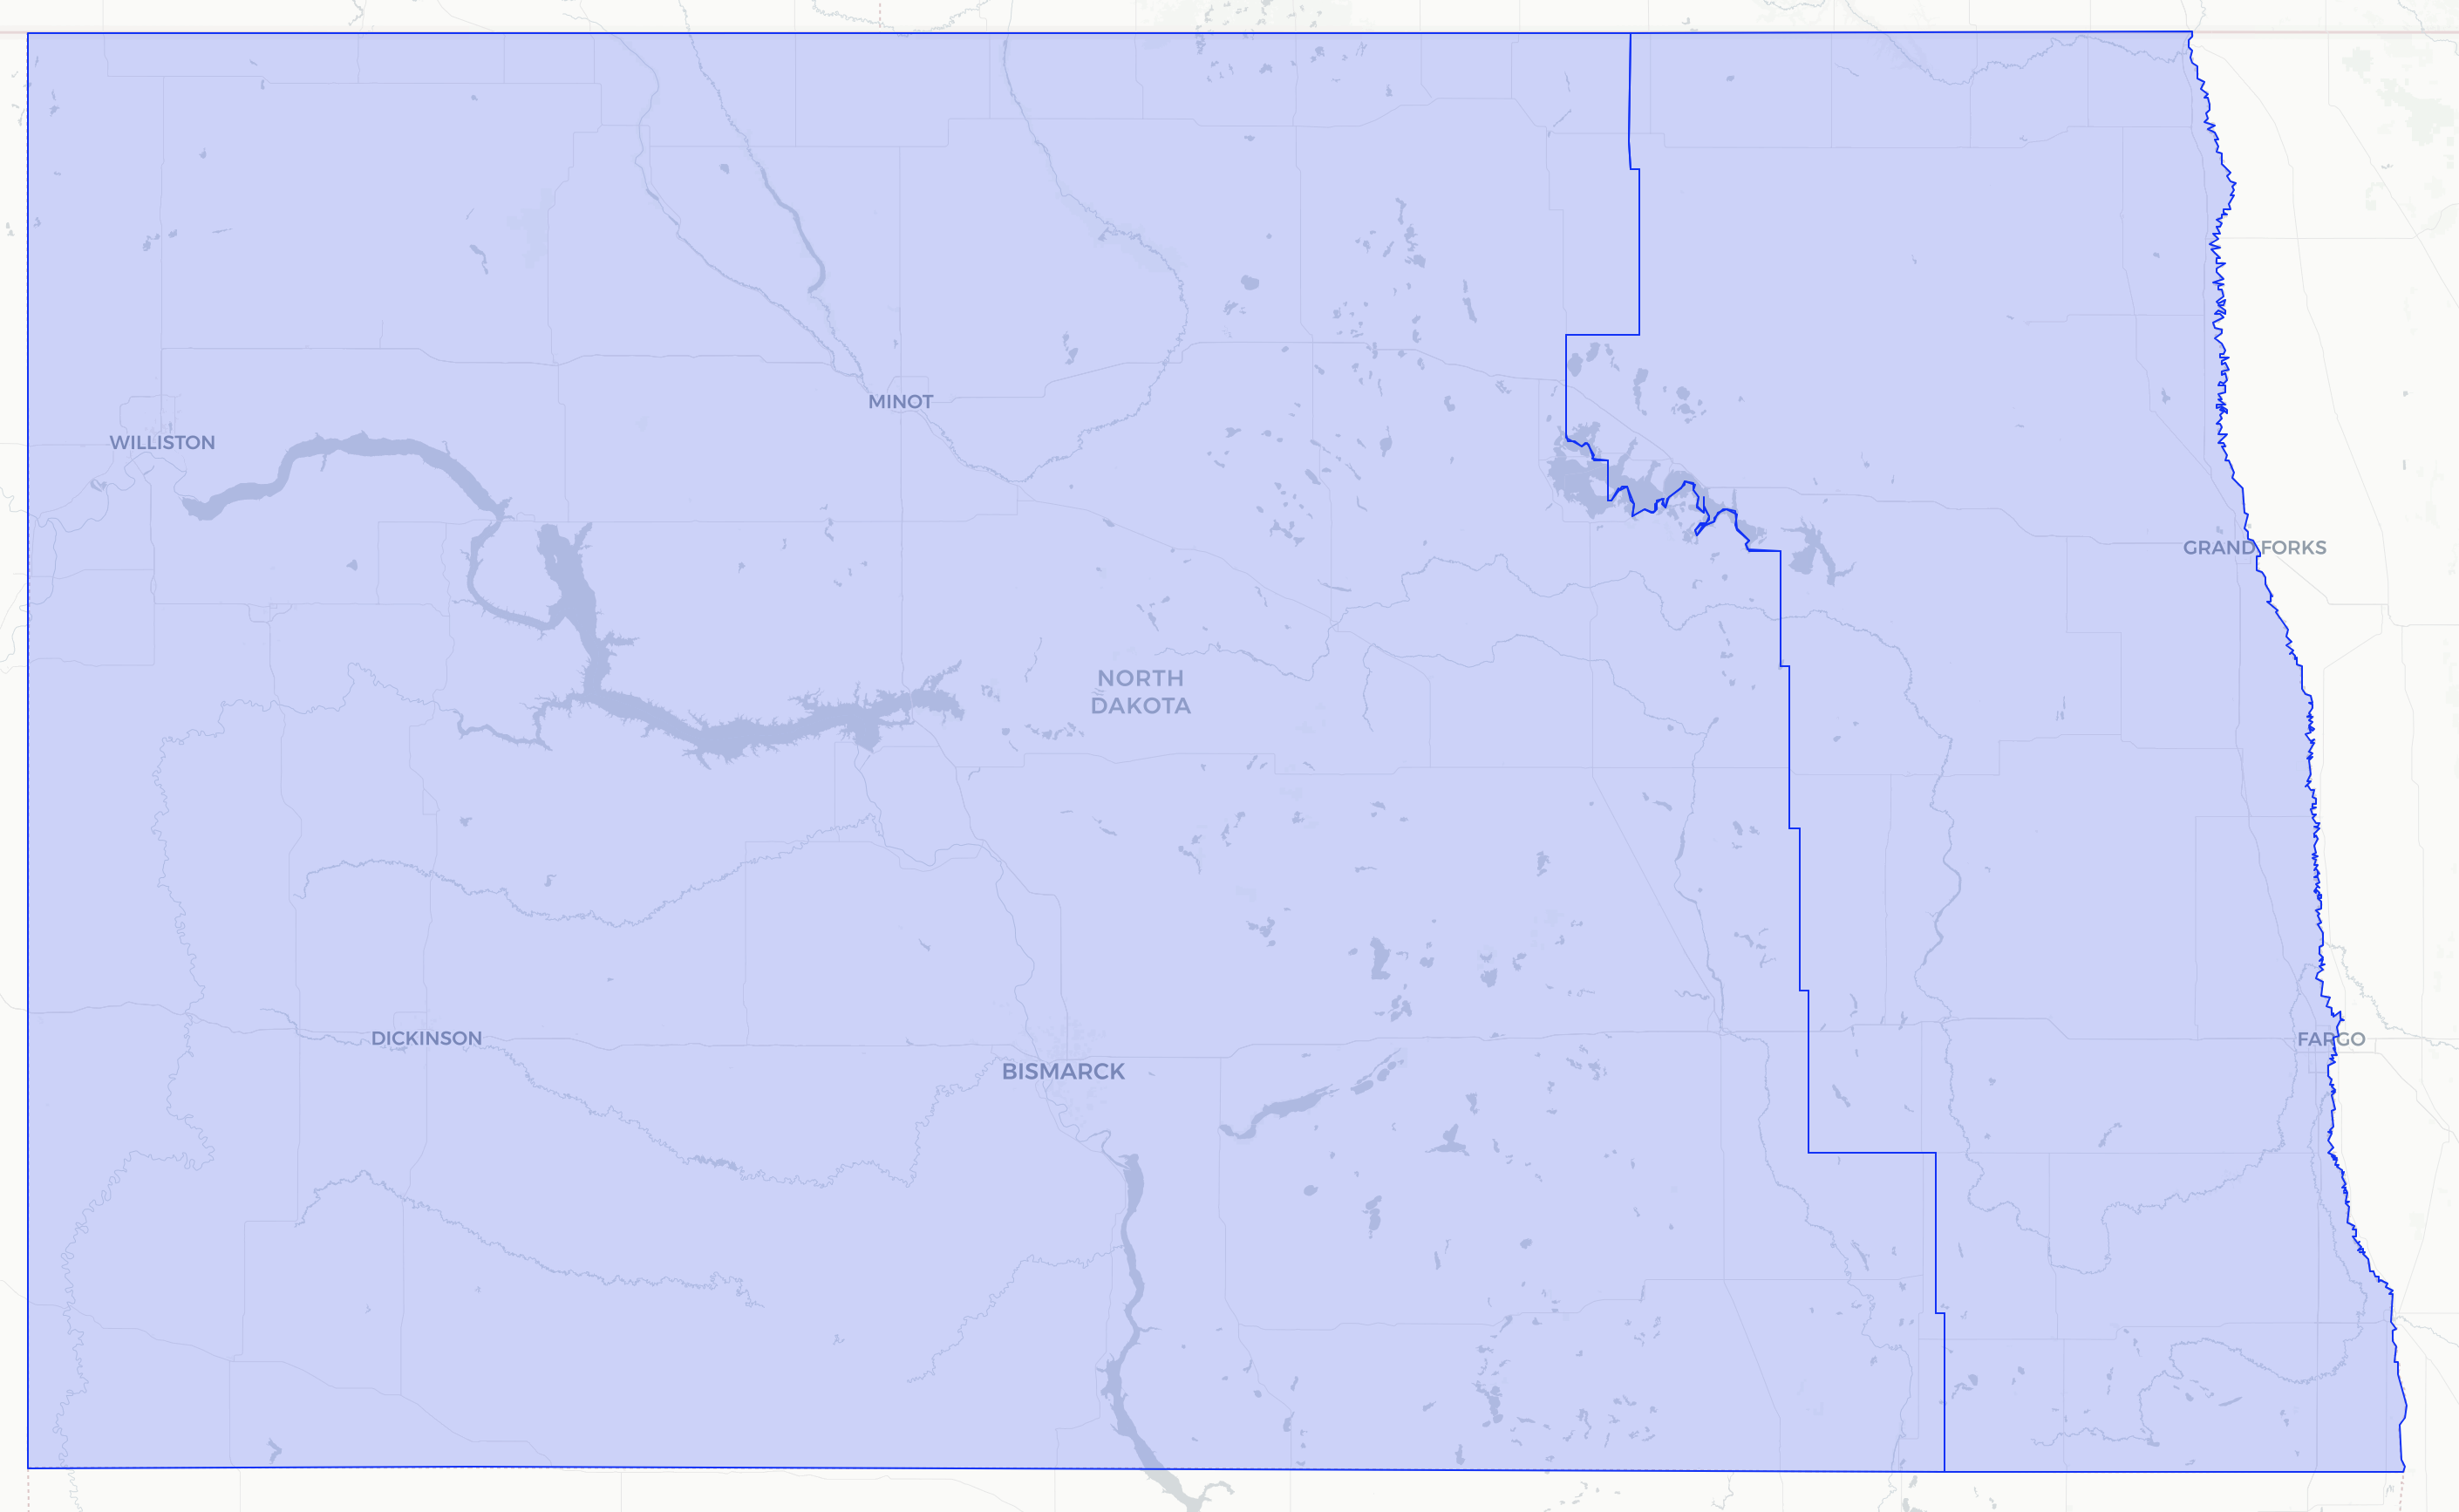 MINOT
WILLISTON
GRAND FORKS
NORTH
DAKOTA
DICKINSON
FARGO
BISMARCK